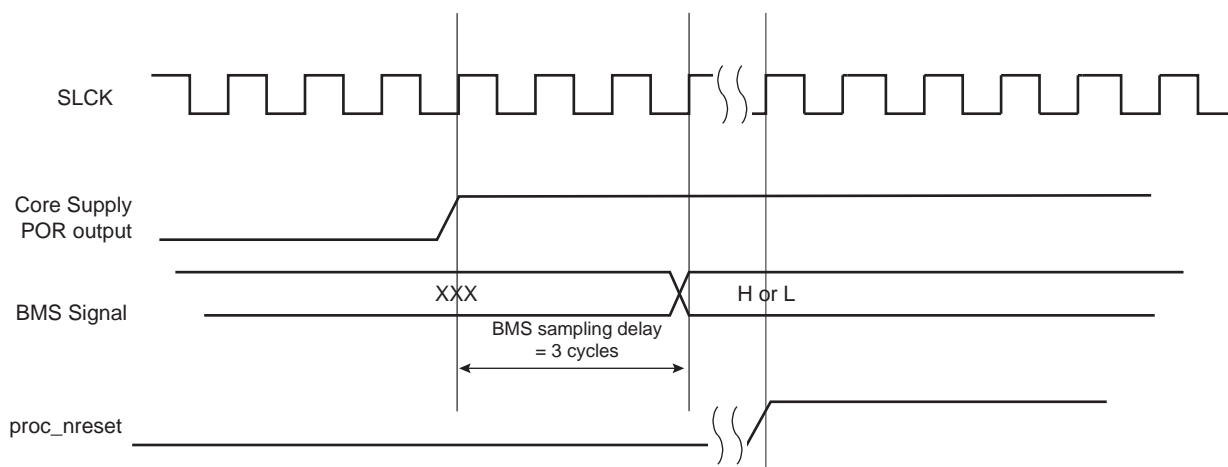 SLCK
Core Supply
POR output
BMS Signal
XXX
H or L
BMS sampling delay
= 3 cycles
proc_nreset